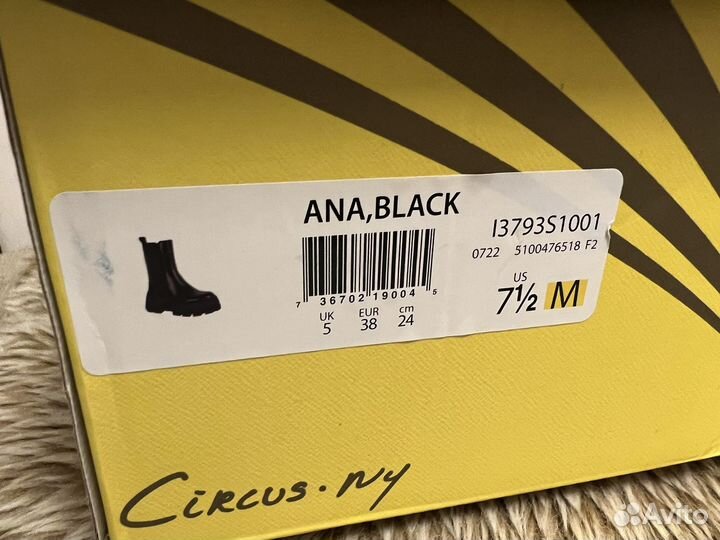 ANA,BLACK
I3793S1001
0722 5100476518 F2
7 36702 19004 5
UK EUR cm
5 38 24
US
7½ M
CIRCUS·NY
Avito